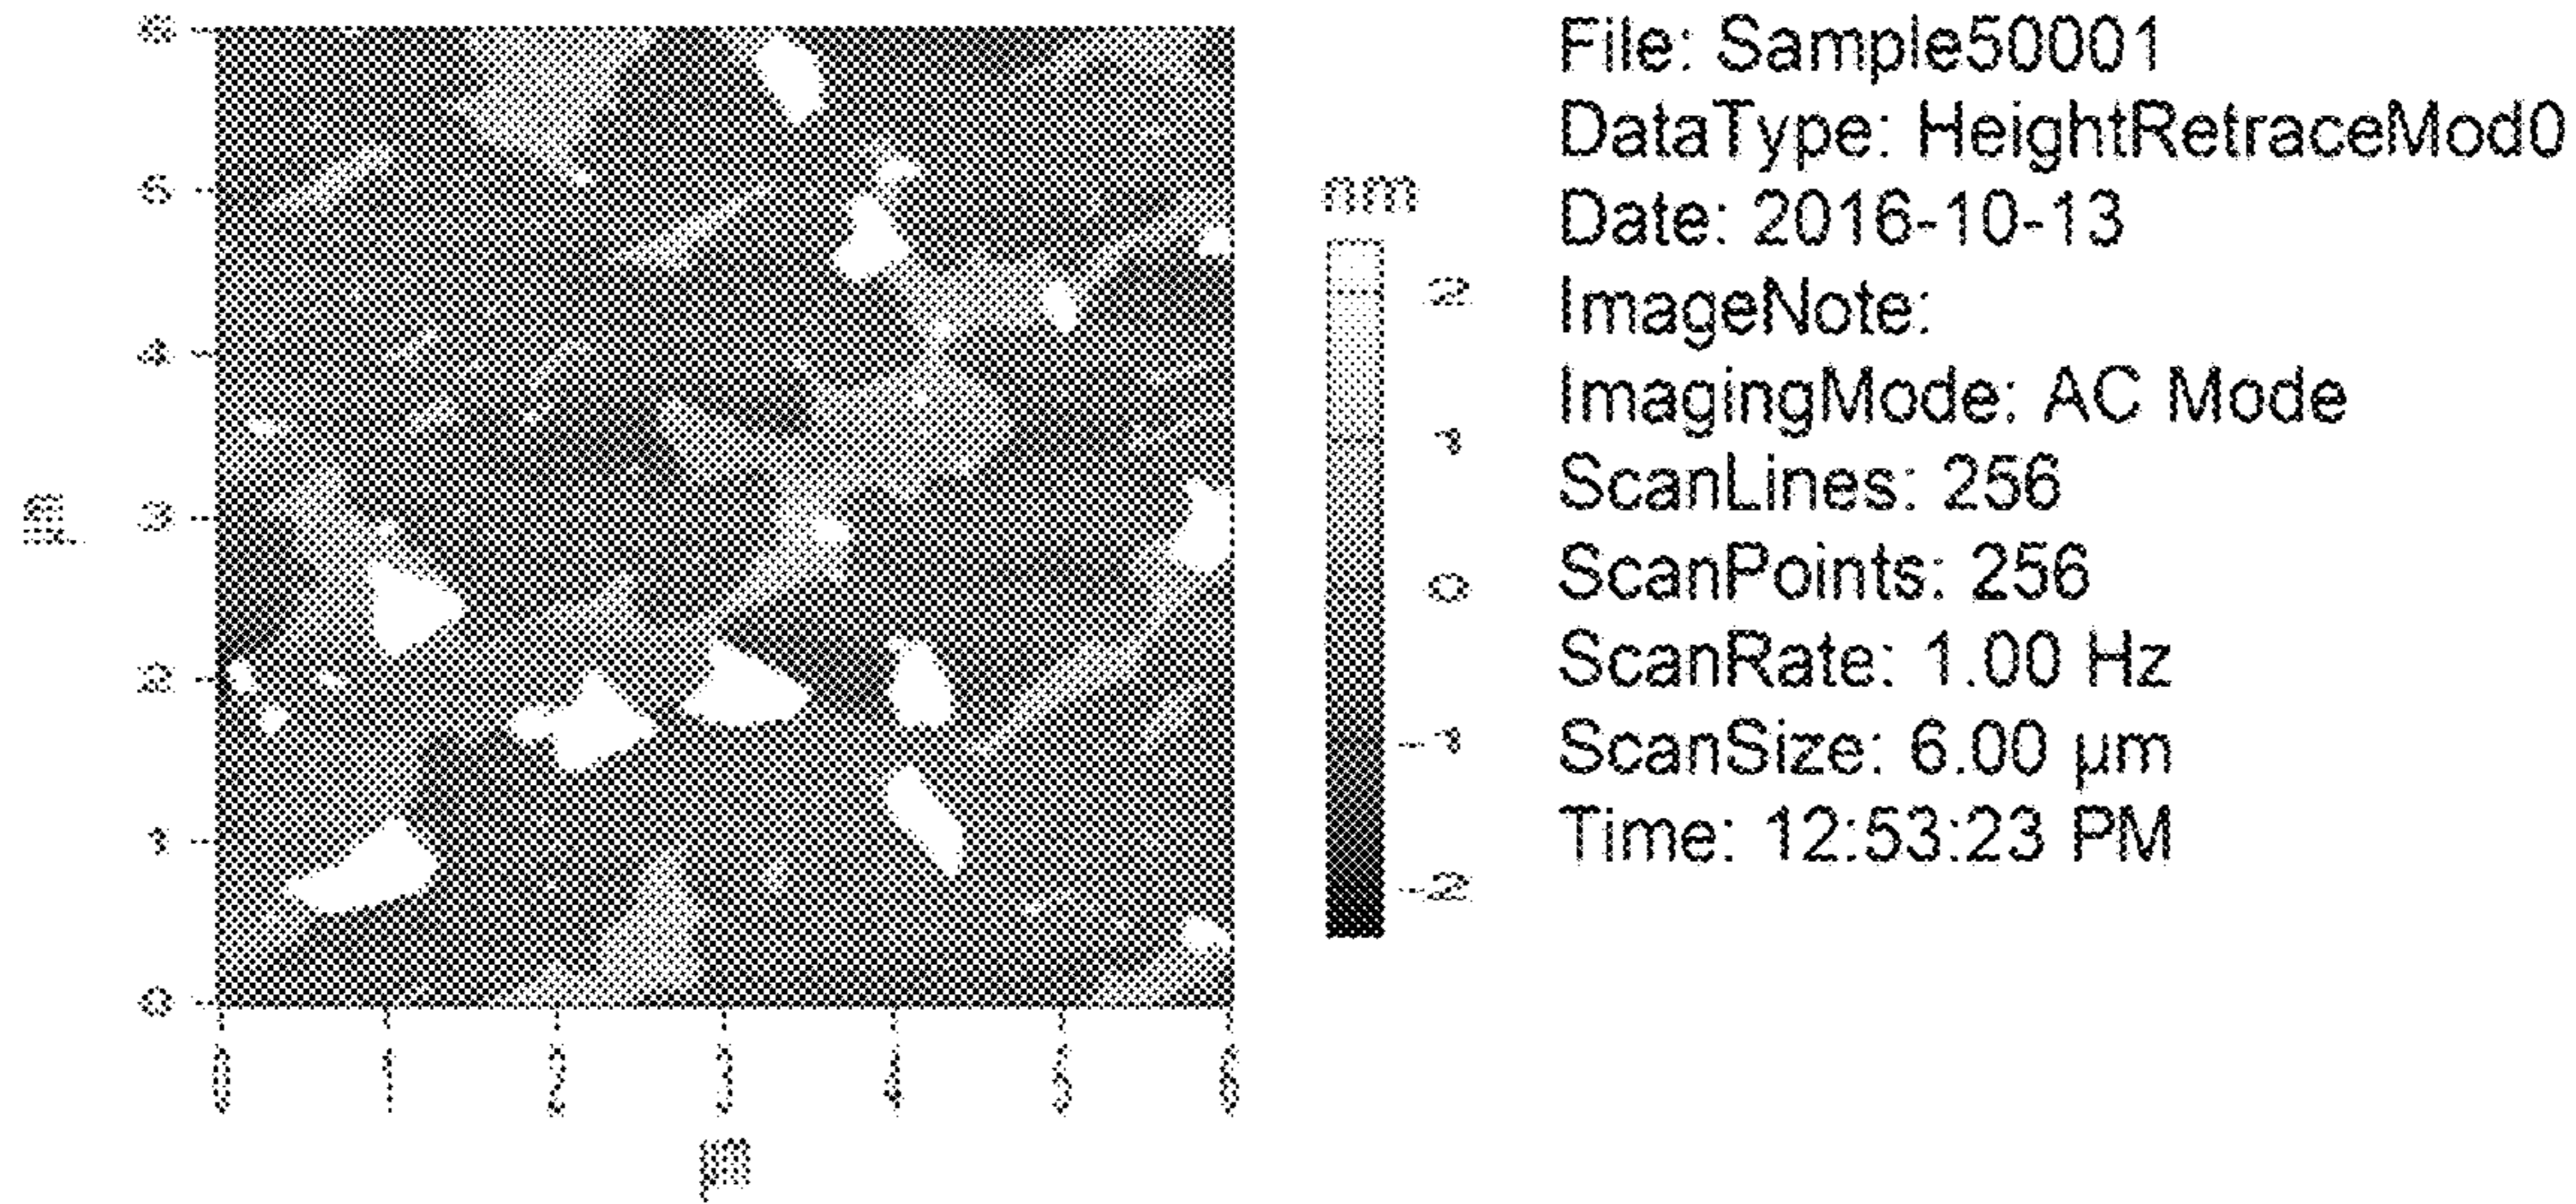 6
5
4
3
2
1
0
µm
0
1
2
3
4
5
6
µm
nm
2
1
0
-1
-2
File: Sample50001
DataType: HeightRetraceMod0
Date: 2016-10-13
ImageNote:
ImagingMode: AC Mode
ScanLines: 256
ScanPoints: 256
ScanRate: 1.00 Hz
ScanSize: 6.00 µm
Time: 12:53:23 PM